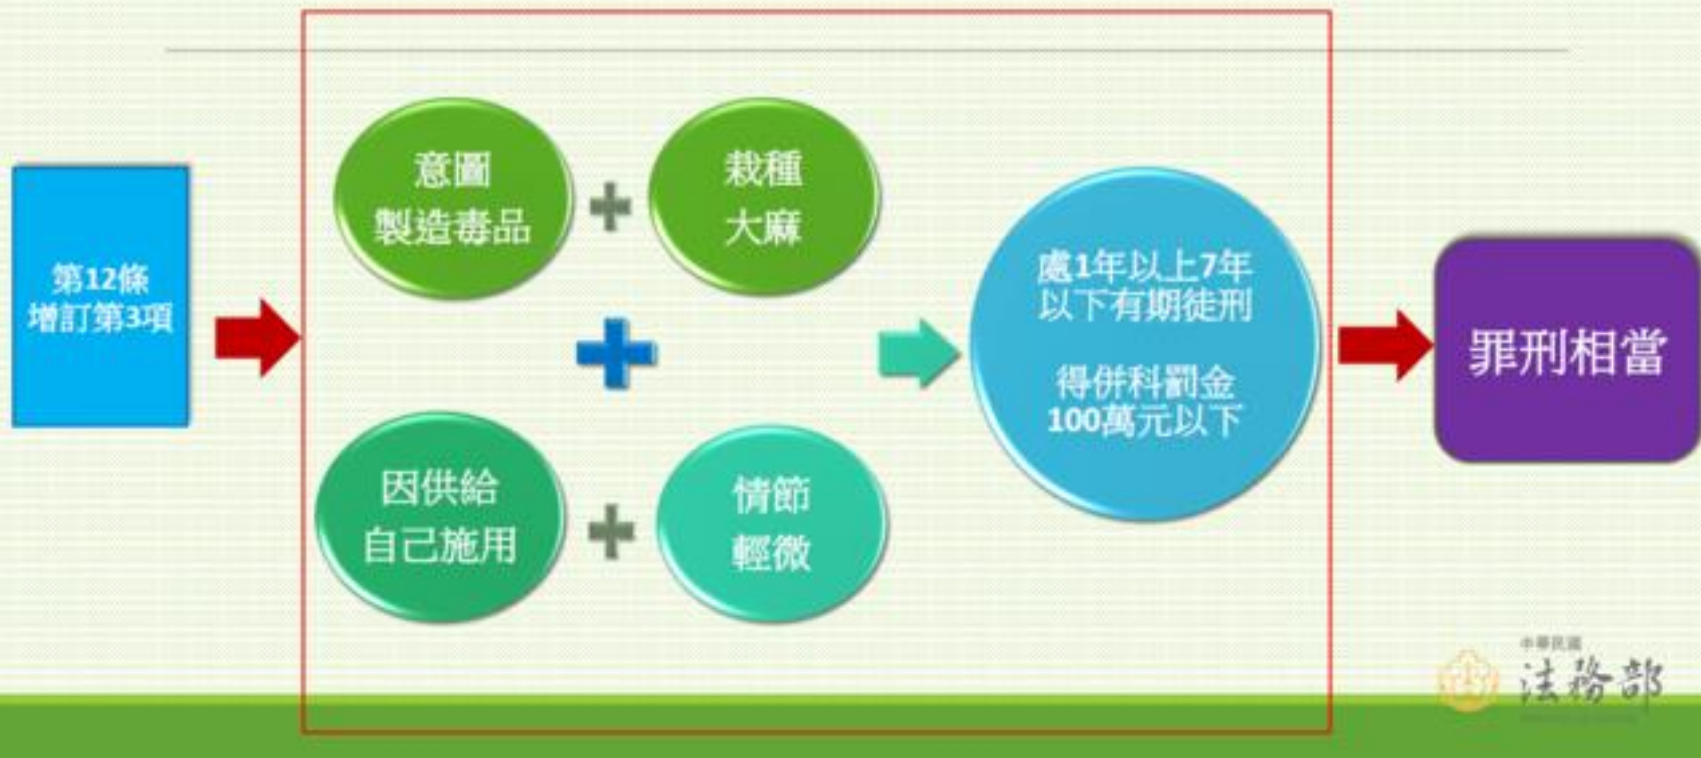 第12條
增訂第3項
意圖
製造毒品
栽種
大麻
因供給
自己施用
情節
輕微
處1年以上7年
以下有期徒刑
得併科罰金
100萬元以下
罪刑相當
中華民國
法務部